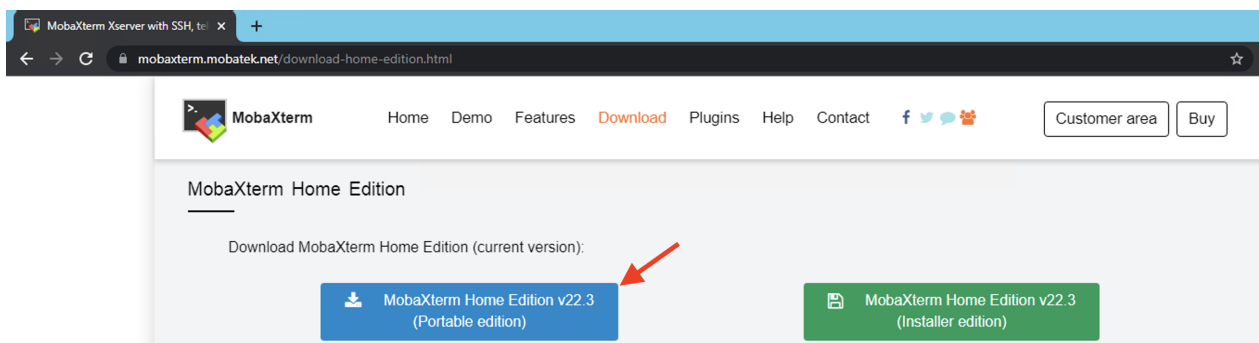 MobaXterm Xserver with SSH, tel
mobaxterm.mobatek.net/download-home-edition.html
MobaXterm Home Demo Features Download Plugins Help Contact Customer area Buy
MobaXterm Home Edition
Download MobaXterm Home Edition (current version):
MobaXterm Home Edition v22.3
(Portable edition)
MobaXterm Home Edition v22.3
(Installer edition)